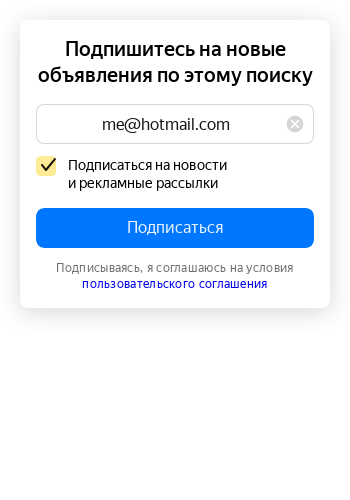 Подпишитесь на новые
объявления по этому поиску
me@hotmail.com
Подписаться на новости
и рекламные рассылки
Подписаться
Подписываясь, я соглашаюсь на условия
пользовательского соглашения